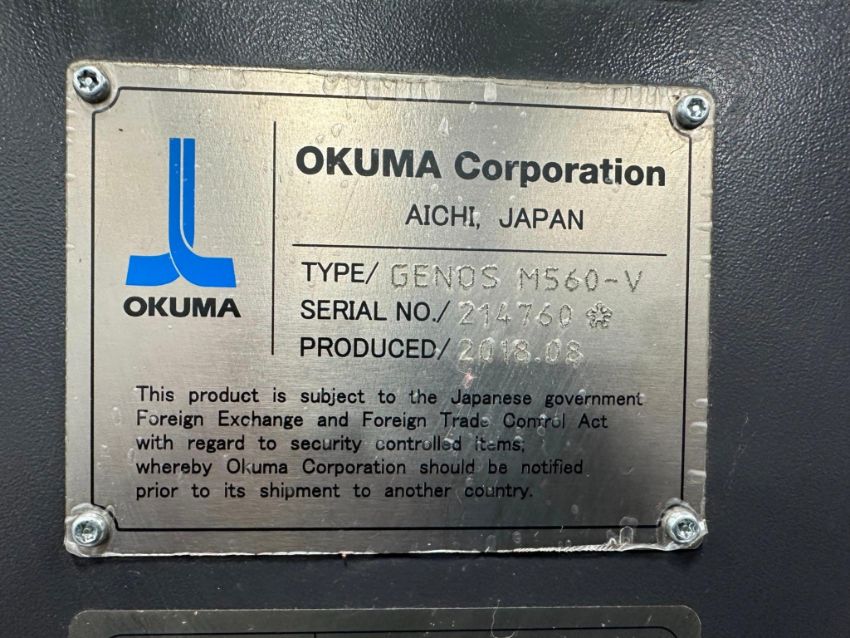 OKUMA
OKUMA Corporation
AICHI, JAPAN
TYPE/ GENOS M560-V
SERIAL NO./ 214760
PRODUCED/ 2018.08
This product is subject to the Japanese government
Foreign Exchange and Foreign Trade Control Act
with regard to security controlled items;
whereby Okuma Corporation should be notified
prior to its shipment to another country.